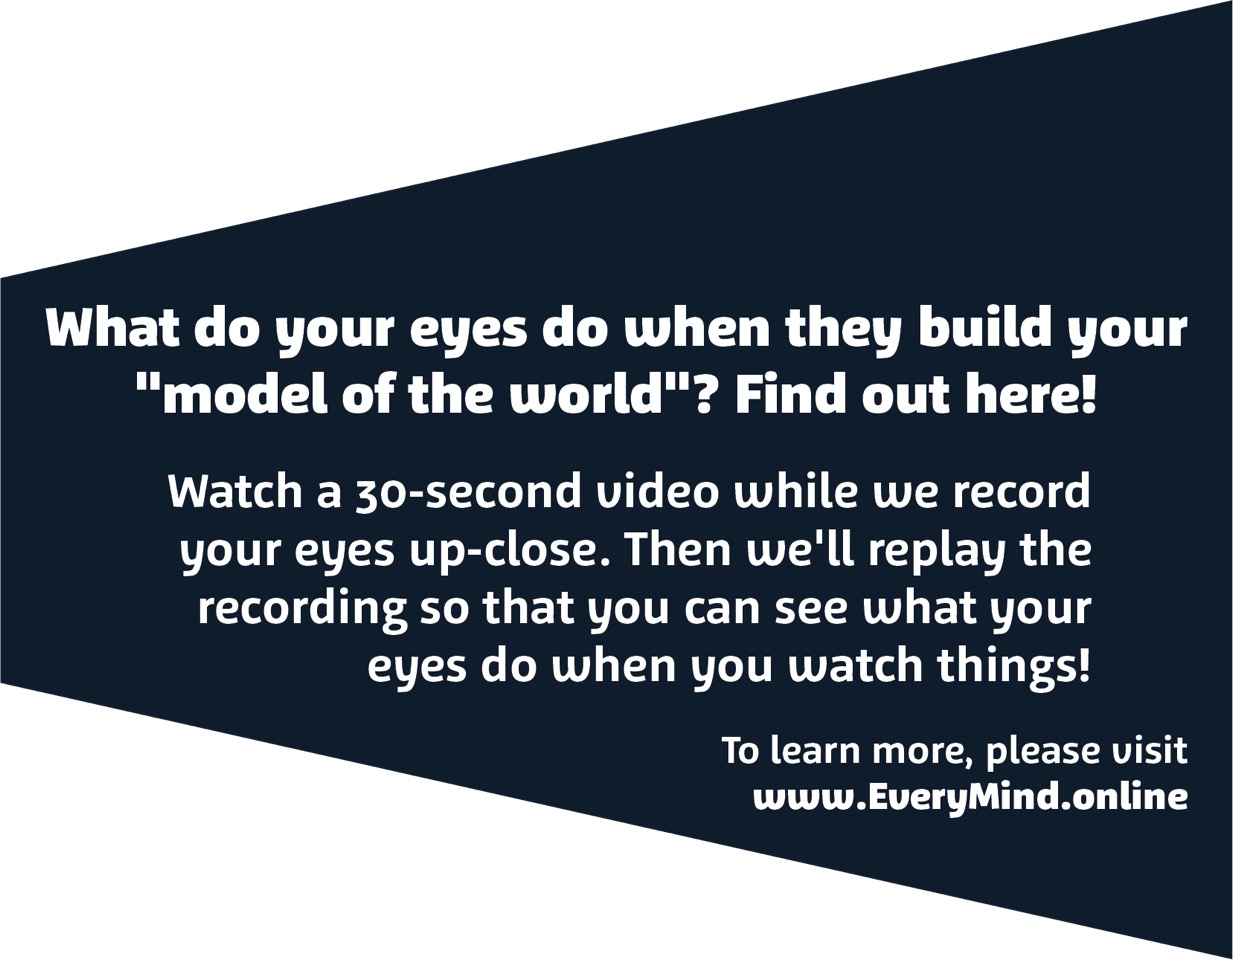 What do your eyes do when they build your
"model of the world"? Find out here!
Watch a 30-second video while we record
your eyes up-close. Then we'll replay the
recording so that you can see what your
eyes do when you watch things!
To learn more, please visit
www.EveryMind.online